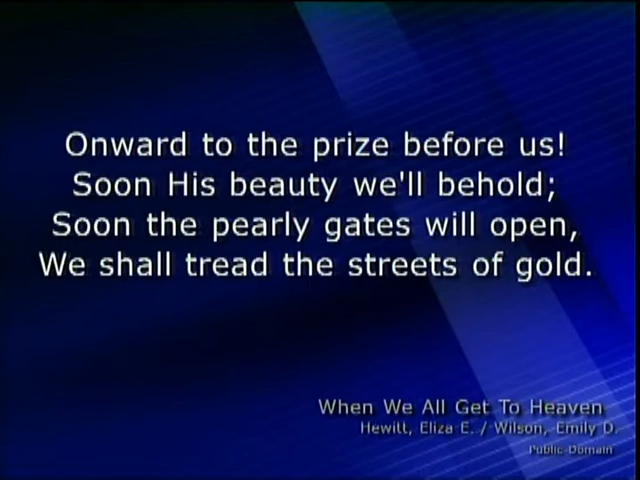 Onward to the prize before us!
Soon His beauty we'll behold;
Soon the pearly gates will open,
We shall tread the streets of gold.
When We All Get To Heaven
Hewitt, Eliza E. / Wilson, Emily D.
Public Domain